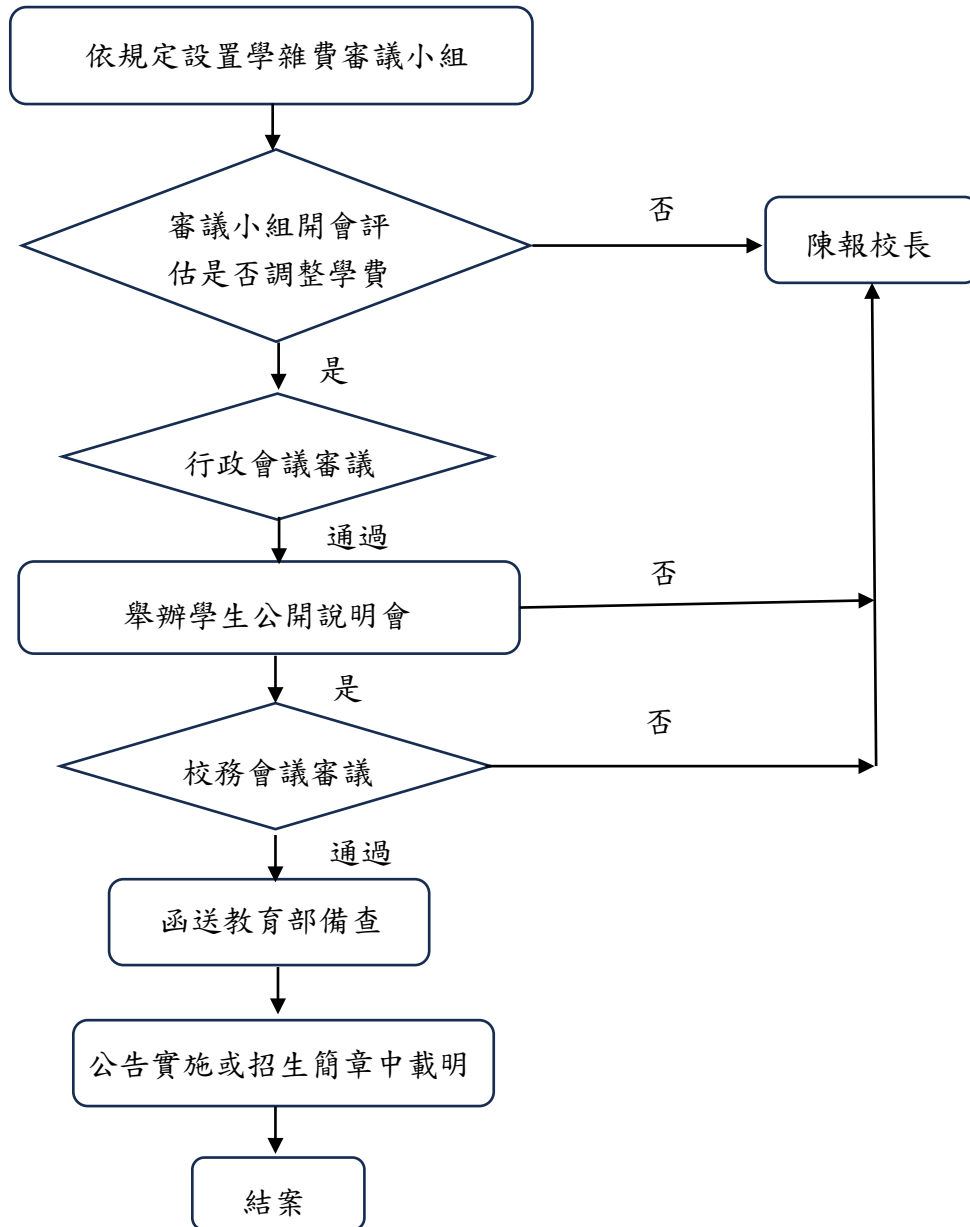 依規定設置學雜費審議小組
審議小組開會評
估是否調整學費
否
陳報校長
是
行政會議審議
通過
舉辦學生公開說明會
否
是
校務會議審議
否
通過
函送教育部備查
公告實施或招生簡章中載明
結案